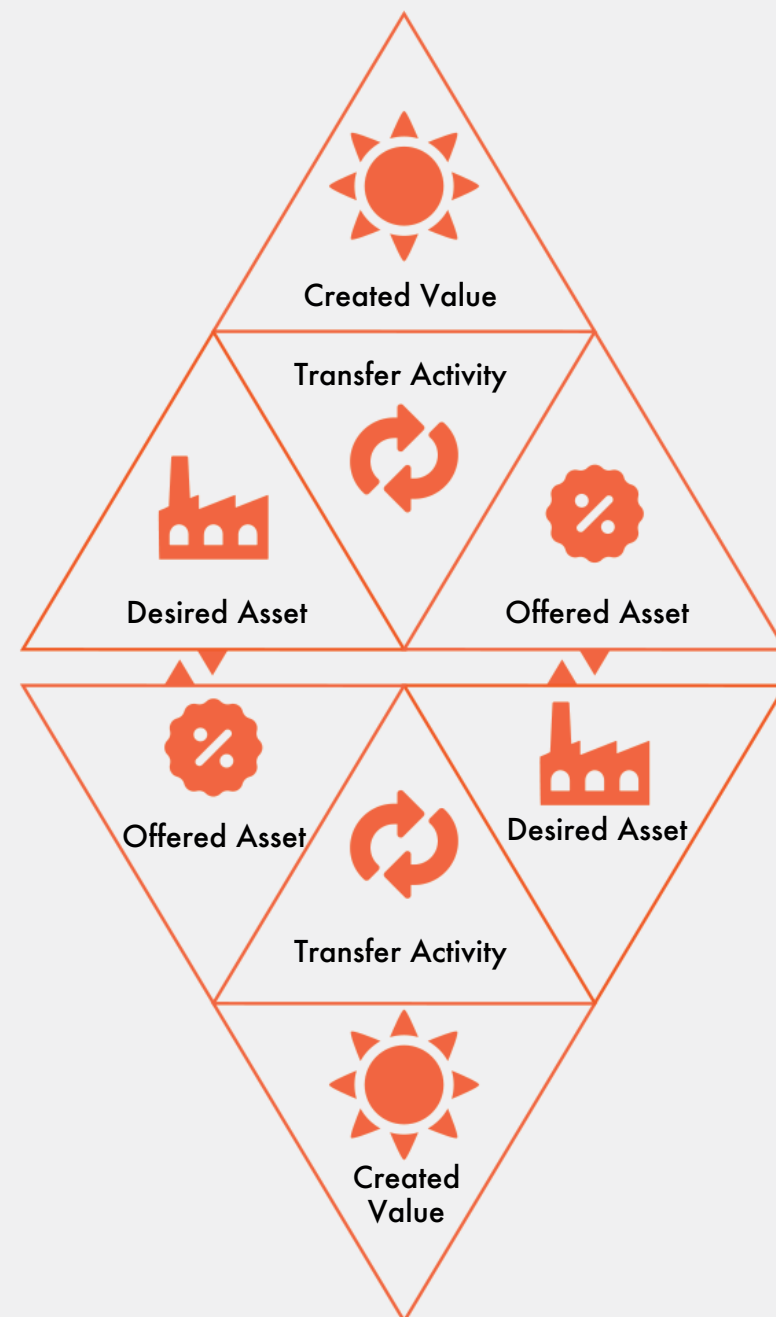 Created Value
Transfer Activity
Desired Asset
Offered Asset
Offered Asset
Desired Asset
Transfer Activity
Created
Value